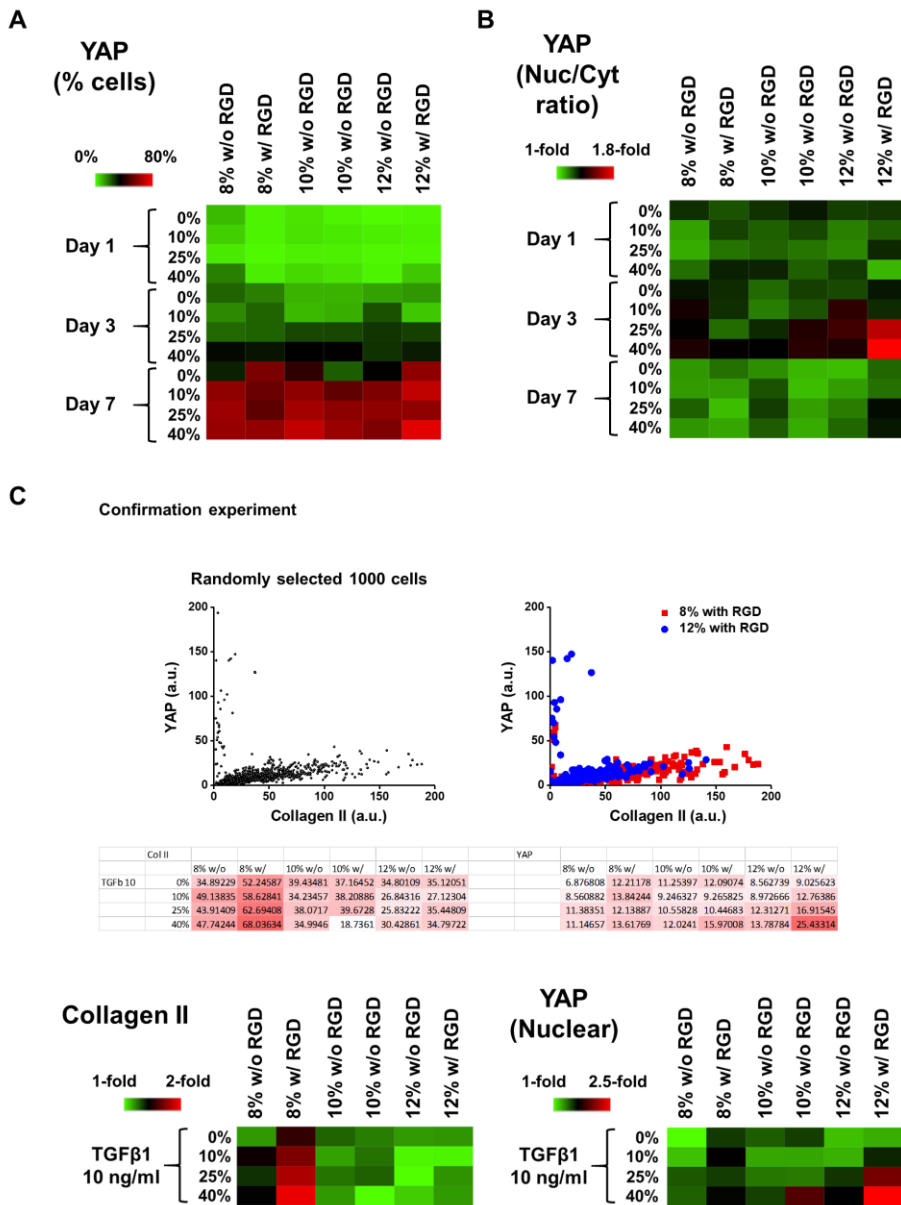 A
YAP
(% cells)
0% 80%
8% w/o RGD
8% w/ RGD
10% w/o RGD
10% w/o RGD
12% w/o RGD
12% w/ RGD
Day 1
0%
10%
25%
40%
Day 3
0%
10%
25%
40%
Day 7
0%
10%
25%
40%
B
YAP
(Nuc/Cyt
ratio)
1-fold 1.8-fold
8% w/o RGD
8% w/ RGD
10% w/o RGD
10% w/o RGD
12% w/o RGD
12% w/ RGD
Day 1
0%
10%
25%
40%
Day 3
0%
10%
25%
40%
Day 7
0%
10%
25%
40%
C
Confirmation experiment
Randomly selected 1000 cells
YAP (a.u.)
200
150
100
50
0
0 50 100 150 200
Collagen II (a.u.)
8% with RGD
12% with RGD
YAP (a.u.)
200
150
100
50
0
0 50 100 150 200
Collagen II (a.u.)
Col II YAP
8% w/o 8% w/ 10% w/o 10% w/ 12% w/o 12% w/ 8% w/o 8% w/ 10% w/o 10% w/ 12% w/o 12% w/
TGFb 10 0% 34.89229 52.24587 39.43481 37.16452 34.80109 35.12051 6.876808 12.21178 11.25397 12.09074 8.562739 9.025623
10% 49.13835 58.62841 34.23457 38.20886 26.84316 27.12304 8.560882 13.84244 9.246327 9.265825 8.972666 12.76386
25% 43.91409 62.69408 38.0717 39.6728 25.83222 35.44809 11.38351 12.13887 10.55828 10.44683 12.31271 16.91545
40% 47.74244 68.03634 34.9946 18.7361 30.42861 34.79722 11.14657 13.61769 12.0241 15.97008 13.78784 25.43314
Collagen II
1-fold 2-fold
8% w/o RGD
8% w/ RGD
10% w/o RGD
10% w/o RGD
12% w/o RGD
12% w/ RGD
TGFβ1
10 ng/ml
0%
10%
25%
40%
YAP
(Nuclear)
1-fold 2.5-fold
8% w/o RGD
8% w/ RGD
10% w/o RGD
10% w/o RGD
12% w/o RGD
12% w/ RGD
TGFβ1
10 ng/ml
0%
10%
25%
40%